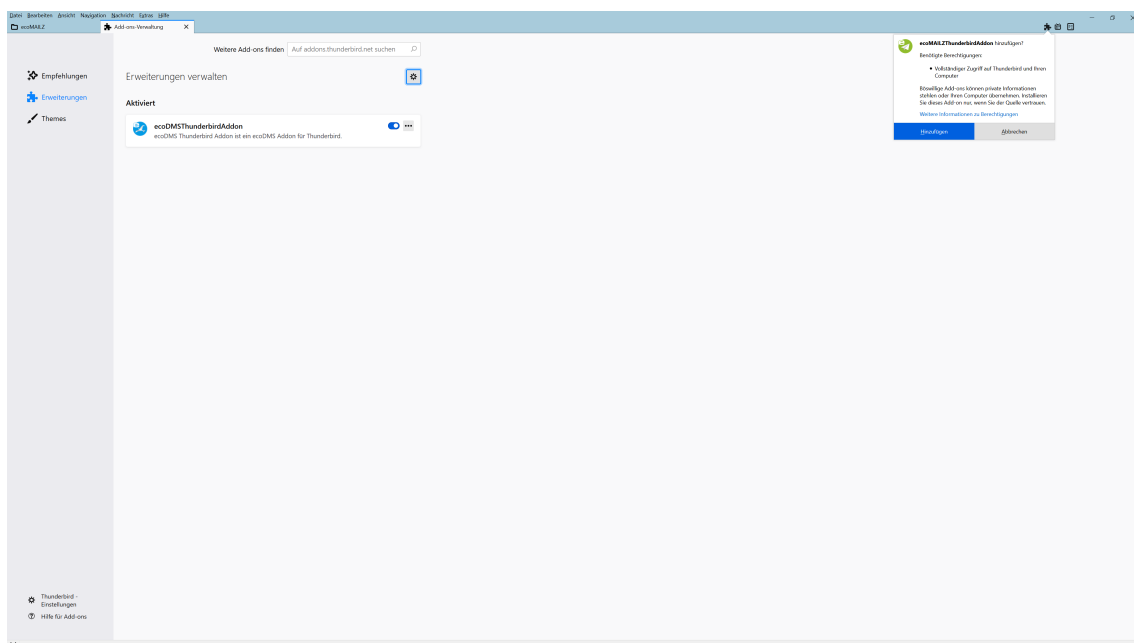 Datei Bearbeiten Ansicht Navigation Nachricht Extras Hilfe
ecoMAILZ
Add-ons-Verwaltung
Weitere Add-ons finden
Auf addons.thunderbird.net suchen
Empfehlungen
Erweiterungen
Themes
Erweiterungen verwalten
Aktiviert
ecoDMSThunderbirdAddon
ecoDMS Thunderbird Addon ist ein ecoDMS Addon für Thunderbird.
ecoMAILZThunderbirdAddon hinzufügen?
Benötigte Berechtigungen:
• Vollständiger Zugriff auf Thunderbird und Ihren
Computer
Böswillige Add-ons können private Informationen
stehlen oder Ihren Computer übernehmen. Installieren
Sie dieses Add-on nur, wenn Sie der Quelle vertrauen.
Weitere Informationen zu Berechtigungen
Hinzufügen
Abbrechen
Thunderbird -
Einstellungen
Hilfe für Add-ons